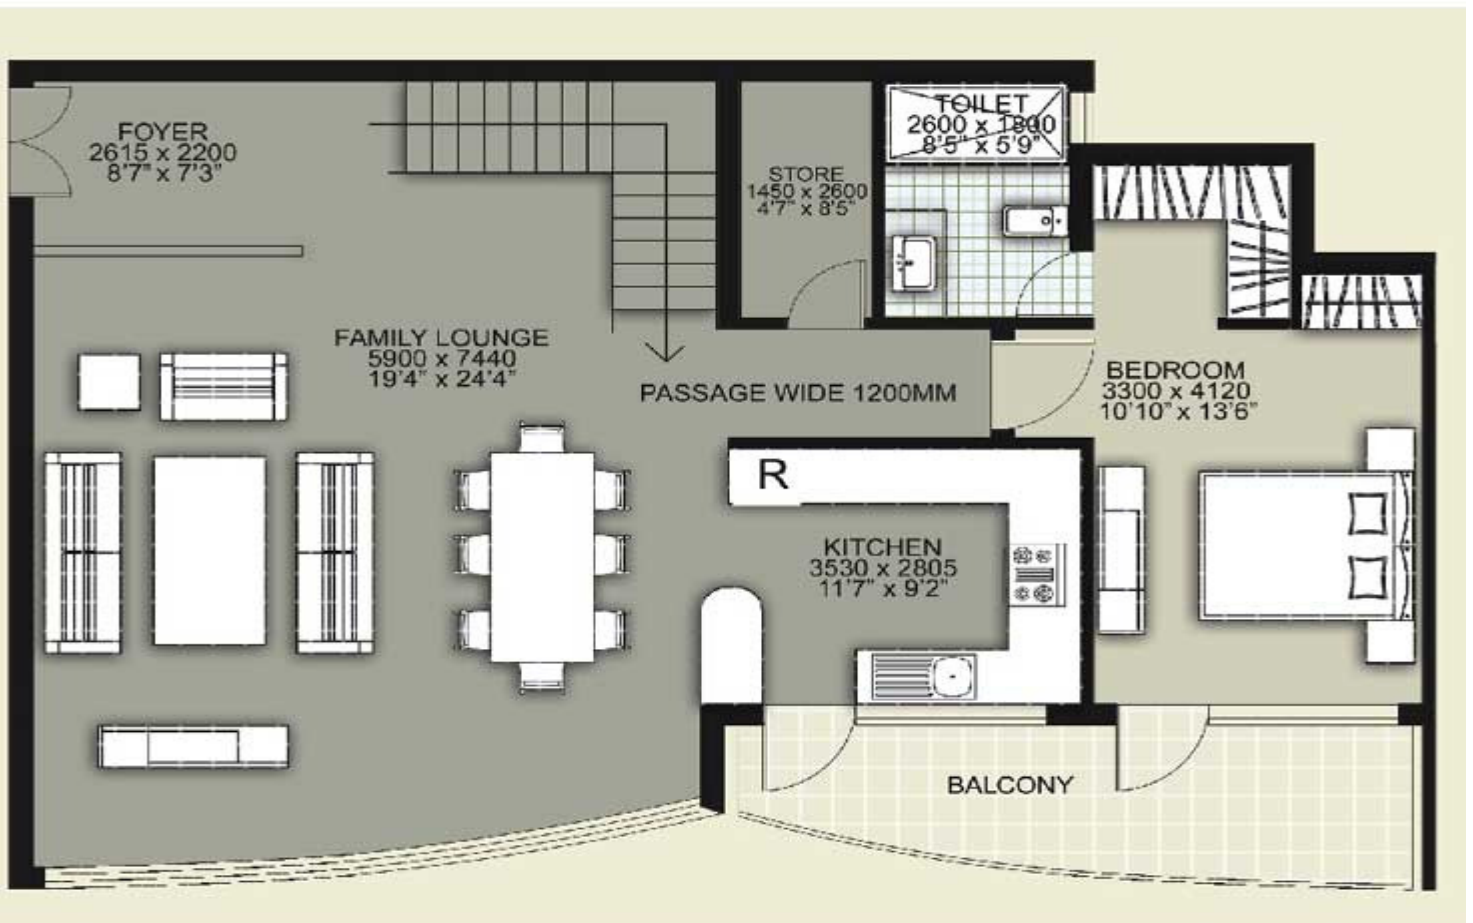 FOYER
2615 x 2200
8'7" x 7'3"
TOILET
2600 x 1800
8'5" x 5'9"
STORE
1450 x 2600
4'7" x 8'5"
FAMILY LOUNGE
5900 x 7440
19'4" x 24'4"
PASSAGE WIDE 1200MM
BEDROOM
3300 x 4120
10'10" x 13'6"
R
KITCHEN
3530 x 2805
11'7" x 9'2"
BALCONY